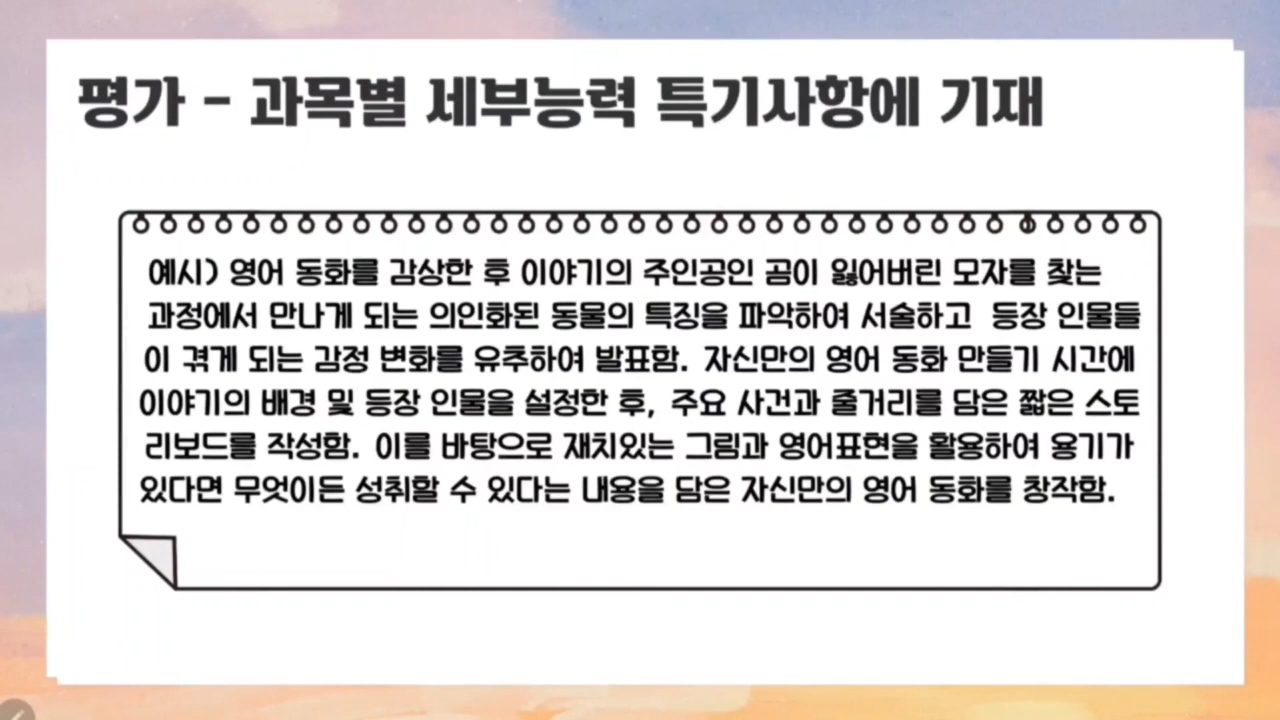 평가 - 과목별 세부능력 특기사항에 기재
예시) 영어 동화를 감상한 후 이야기의 주인공인 곰이 잃어버린 모자를 찾는
과정에서 만나게 되는 의인화된 동물의 특징을 파악하여 서술하고 등장 인물들
이 겪게 되는 감정 변화를 유추하여 발표함. 자신만의 영어 동화 만들기 시간에
이야기의 배경 및 등장 인물을 설정한 후, 주요 사건과 줄거리를 담은 짧은 스토
리보드를 작성함. 이를 바탕으로 재치있는 그림과 영어표현을 활용하여 용기가
있다면 무엇이든 성취할 수 있다는 내용을 담은 자신만의 영어 동화를 창작함.